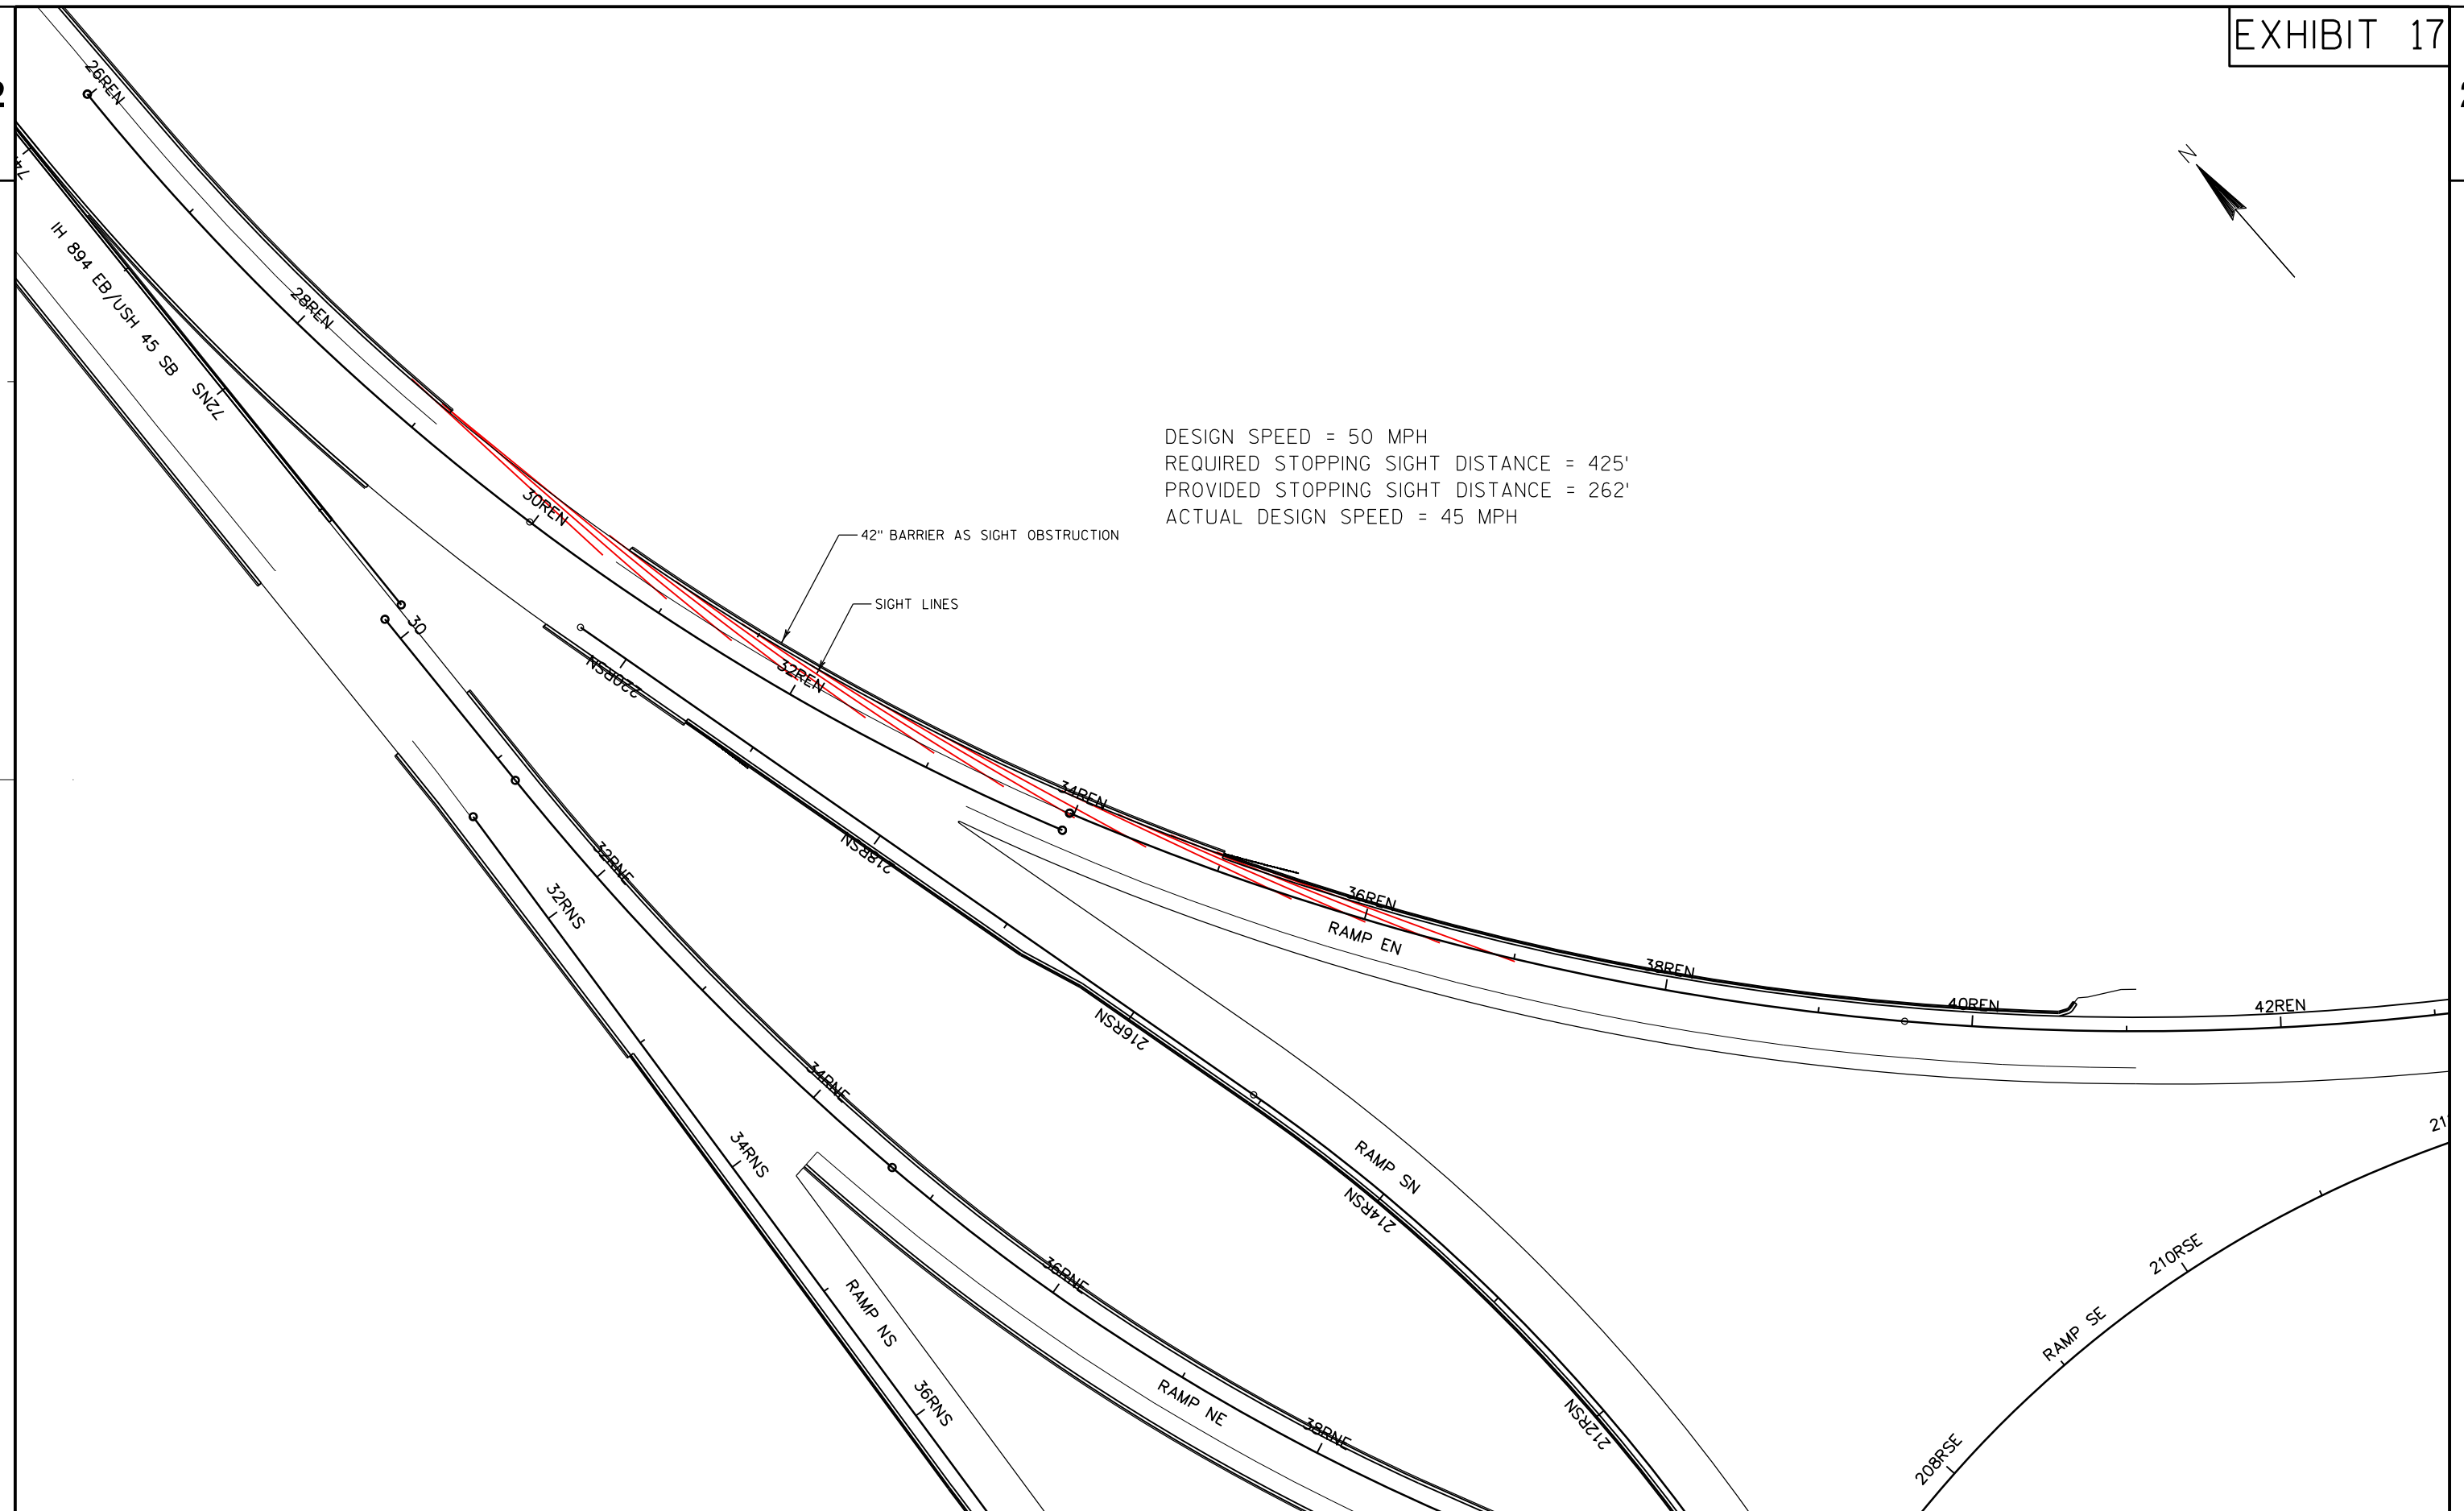 EXHIBIT 17
N
26REN
IH 894 EB/USH 45 SB
72NS
28REN
DESIGN SPEED = 50 MPH
REQUIRED STOPPING SIGHT DISTANCE = 425'
PROVIDED STOPPING SIGHT DISTANCE = 262'
ACTUAL DESIGN SPEED = 45 MPH
30REN
42" BARRIER AS SIGHT OBSTRUCTION
SIGHT LINES
30
220RSN
32REN
34REN
218RSN
32RNE
32RNS
36REN
RAMP EN
38REN
40REN
42REN
216RSN
34RNE
34RNS
RAMP SN
214RSN
210RSE
36RNE
RAMP NS
RAMP SE
36RNS
RAMP NE
38RNE
212RSN
208RSE